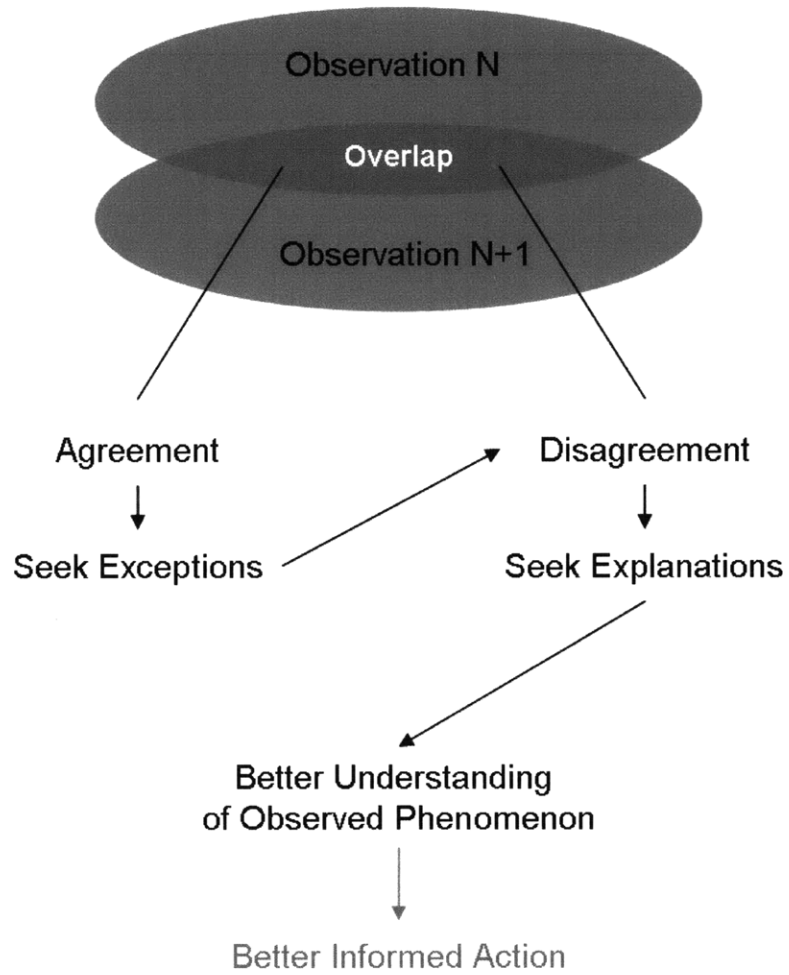 Observation N
Overlap
Observation N+1
Agreement
Disagreement
Seek Exceptions
Seek Explanations
Better Understanding
of Observed Phenomenon
Better Informed Action